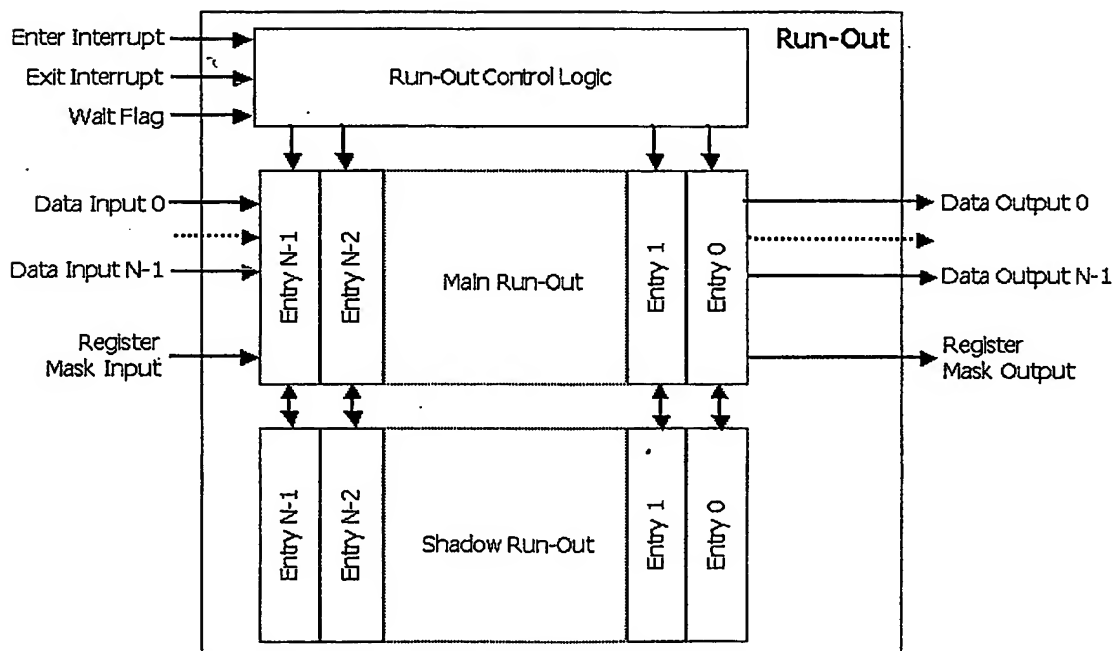 Run-Out
Enter Interrupt
Exit Interrupt
Wait Flag
Run-Out Control Logic
Data Input 0
Data Input N-1
Register
Mask Input
Entry N-1
Entry N-2
Main Run-Out
Entry 1
Entry 0
Data Output 0
Data Output N-1
Register
Mask Output
Entry N-1
Entry N-2
Shadow Run-Out
Entry 1
Entry 0